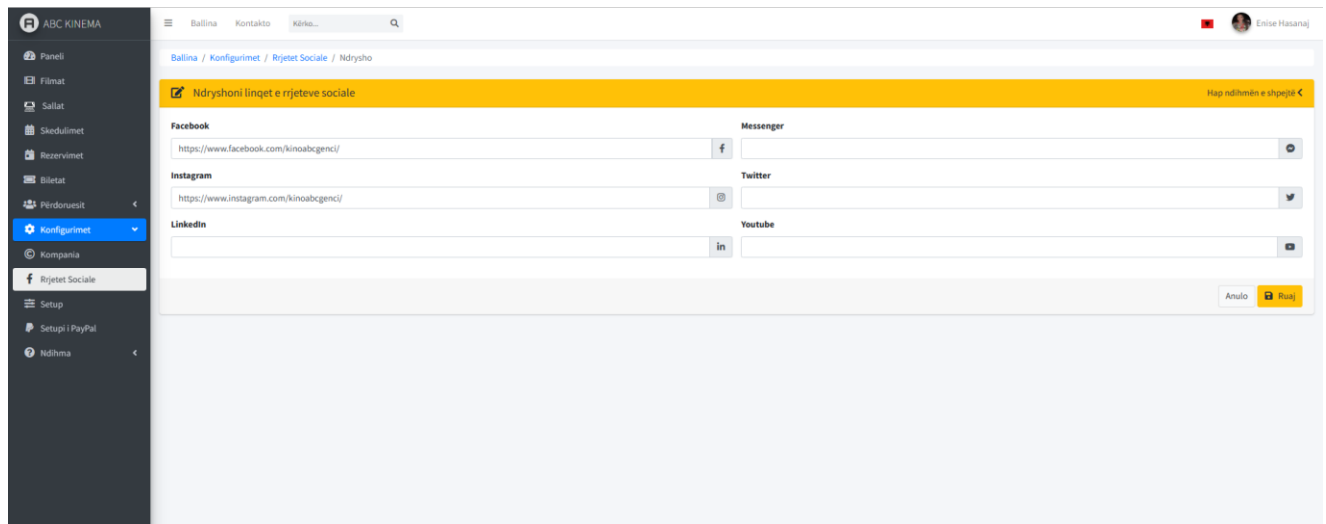 ABC KINEMA
Ballina Kontakto Kërko...
Enise Hasanaj
Paneli
Filmat
Sallat
Skedulimet
Rezervimet
Biletat
Përdoruesit
Konfigurimet
Kompania
Rrjetet Sociale
Setup
Setupi i PayPal
Ndihma
Ballina / Konfigurimet / Rrjetet Sociale / Ndrysho
Ndryshoni linqet e rrjeteve sociale
Hap ndihmën e shpejtë
Facebook
https://www.facebook.com/kinoabcgenci/
Messenger
Instagram
https://www.instagram.com/kinoabcgenci/
Twitter
LinkedIn
Youtube
Anulo
Ruaj